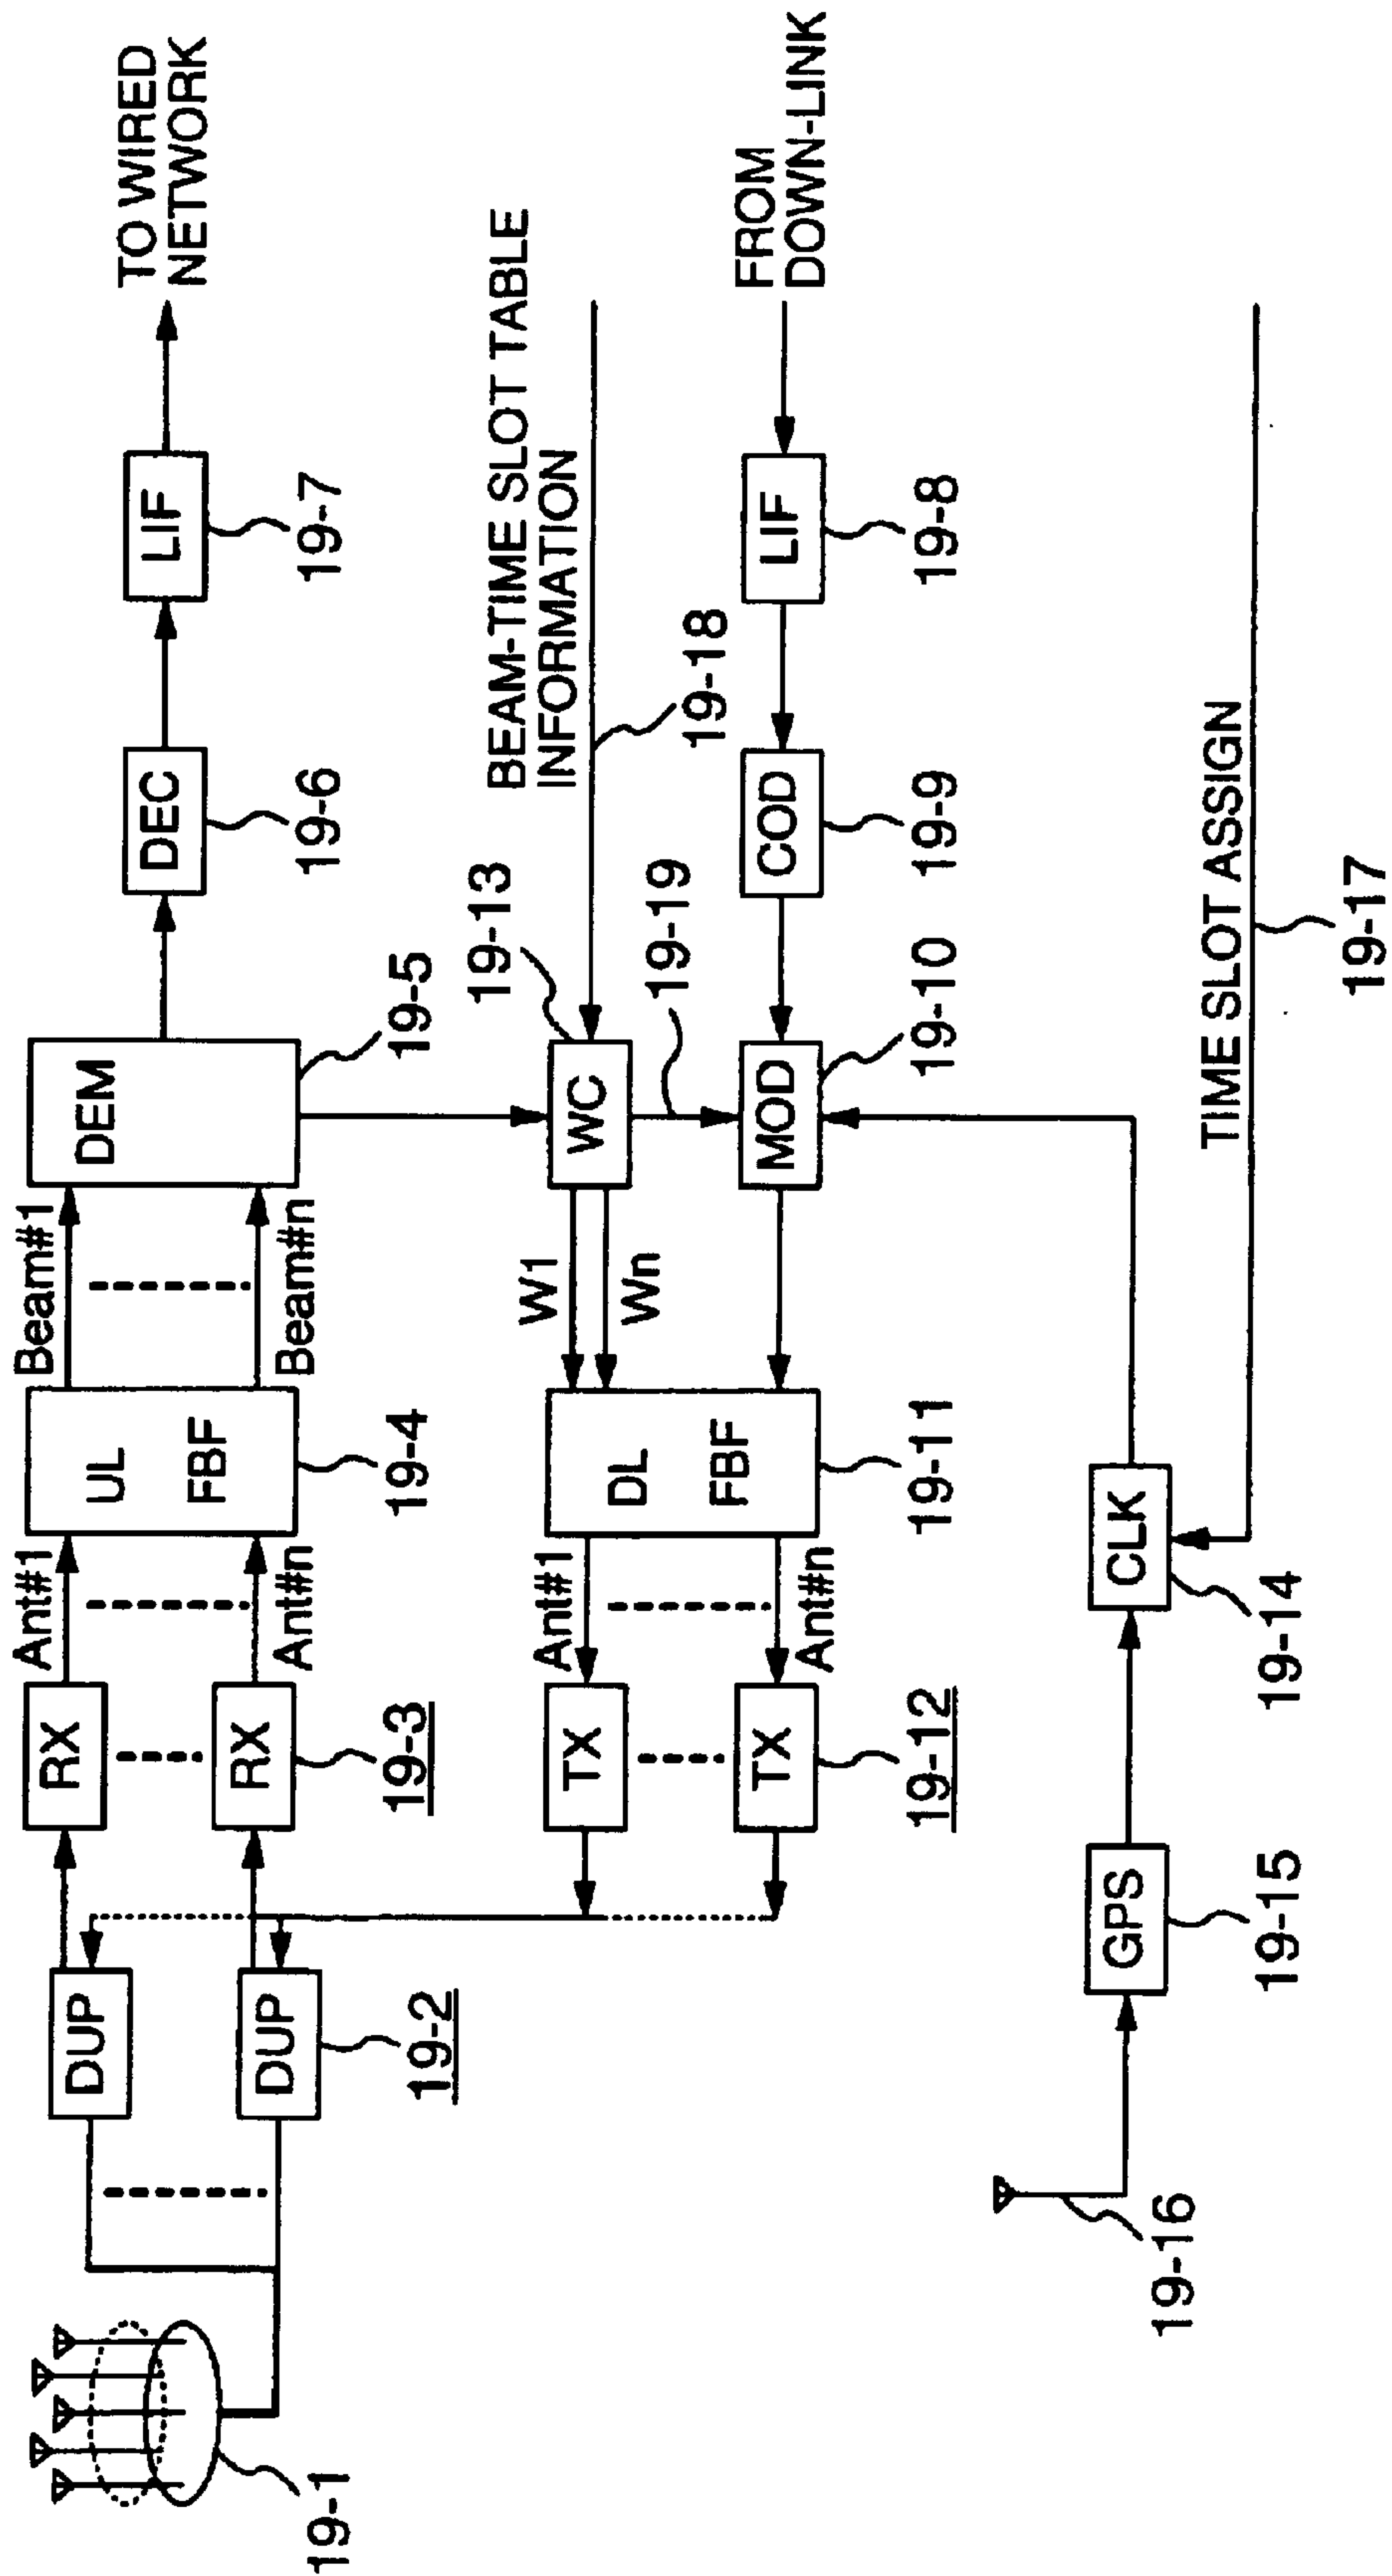 TO WIRED
NETWORK
LIF
19-7
DEC
19-6
DEM
19-5
Beam#1
Beam#n
UL
FBF
19-4
Ant#1
Ant#n
RX
RX
19-3
DUP
DUP
19-2
19-1
BEAM-TIME SLOT TABLE
INFORMATION
19-18
WC
19-13
19-19
W1
Wn
FROM
DOWN-LINK
LIF
19-8
COD
19-9
MOD
19-10
DL
FBF
19-11
Ant#1
Ant#n
TX
TX
19-12
TIME SLOT ASSIGN
19-17
CLK
19-14
GPS
19-15
19-16